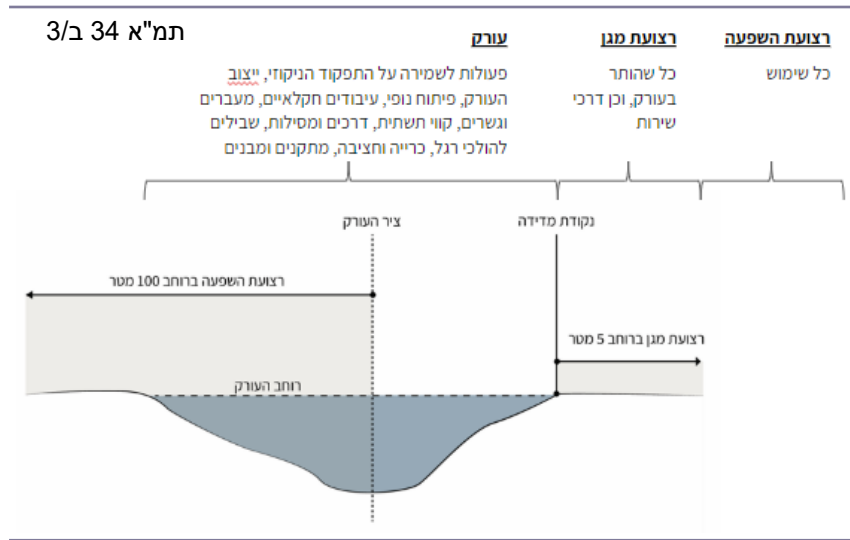 תמ"א 34 ב/3
רצועת השפעה
כל שימוש
רצועת מגן
כל שהותר
בעורק, וכן דרכי
שירות
עורק
פעולות לשמירה על התפקוד הניקוזי, ייצוב
העורק, פיתוח נופי, עיבודים חקלאיים, מעברים
וגשרים, קווי תשתית, דרכים ומסילות, שבילים
להולכי רגל, כרייה וחציבה, מתקנים ומבנים
נקודת מדידה
ציר העורק
רצועת השפעה ברוחב 100 מטר
רצועת מגן ברוחב 5 מטר
רוחב העורק